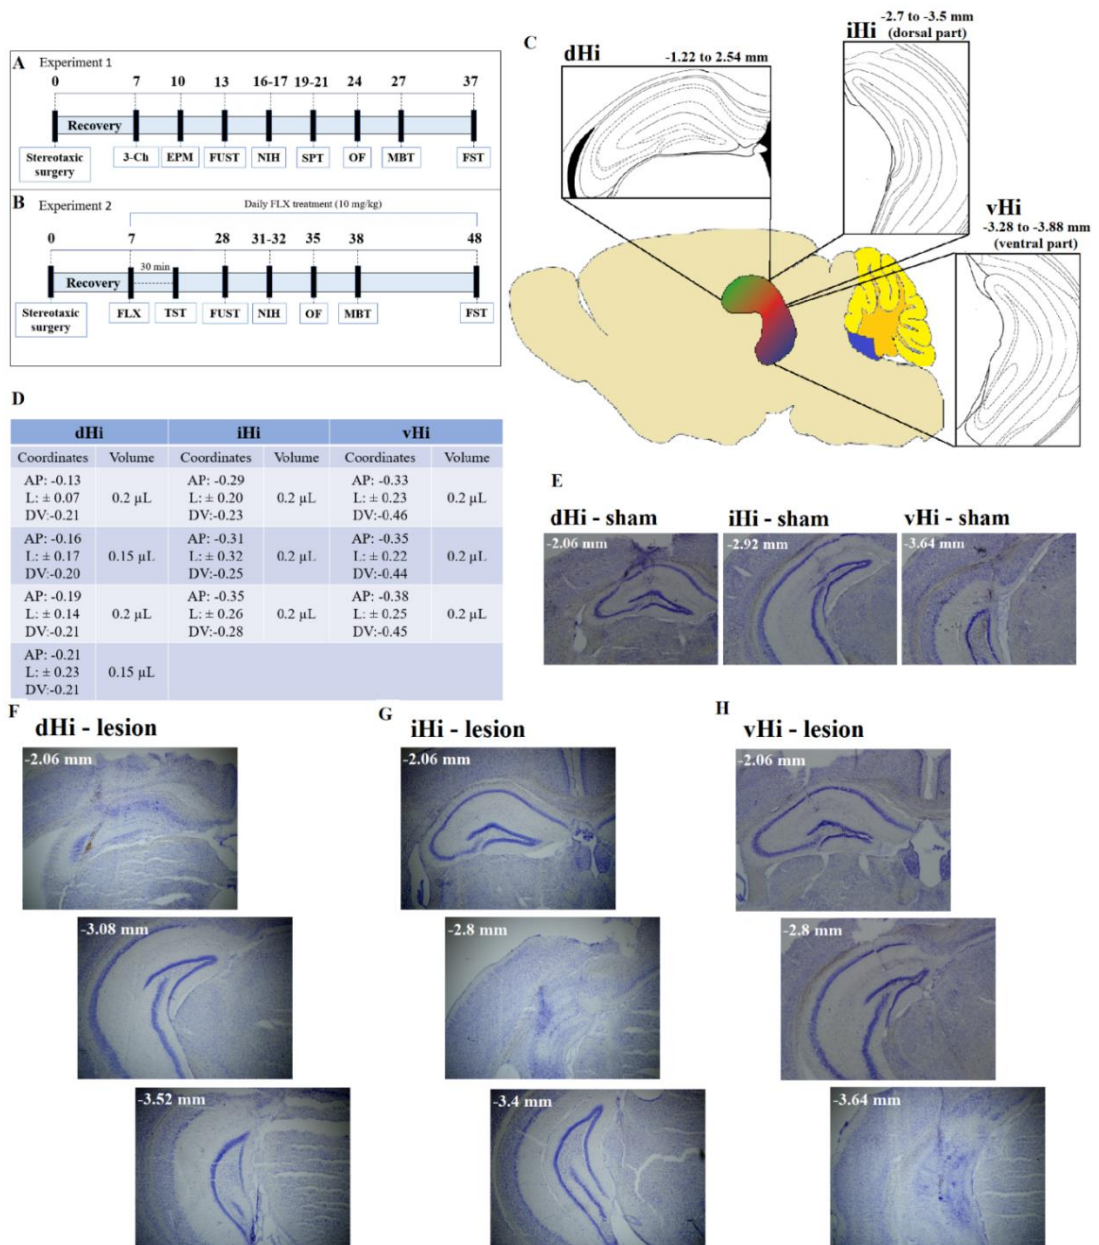 A Experiment 1
0 7 10 13 16-17 19-21 24 27 37
Recovery
Stereotaxic surgery 3-Ch EPM FUST NIH SPT OF MBT FST
B Experiment 2
Daily FLX treatment (10 mg/kg)
0 7 28 31-32 35 38 48
Recovery 30 min
Stereotaxic surgery FLX TST FUST NIH OF MBT FST
C
dHi
-1.22 to 2.54 mm
iHi
-2.7 to -3.5 mm
(dorsal part)
vHi
-3.28 to -3.88 mm
(ventral part)
D
dHi iHi vHi
Coordinates Volume Coordinates Volume Coordinates Volume
AP: -0.13 AP: -0.29 AP: -0.33
L: ± 0.07 0.2 µL L: ± 0.20 0.2 µL L: ± 0.23 0.2 µL
DV:-0.21 DV:-0.23 DV:-0.46
AP: -0.16 AP: -0.31 AP: -0.35
L: ± 0.17 0.15 µL L: ± 0.32 0.2 µL L: ± 0.22 0.2 µL
DV:-0.20 DV:-0.25 DV:-0.44
AP: -0.19 AP: -0.35 AP: -0.38
L: ± 0.14 0.2 µL L: ± 0.26 0.2 µL L: ± 0.25 0.2 µL
DV:-0.21 DV:-0.28 DV:-0.45
AP: -0.21
L: ± 0.23 0.15 µL
DV:-0.21
E
dHi - sham iHi - sham vHi - sham
-2.06 mm -2.92 mm -3.64 mm
F
dHi - lesion
-2.06 mm
-3.08 mm
-3.52 mm
G
iHi - lesion
-2.06 mm
-2.8 mm
-3.4 mm
H
vHi - lesion
-2.06 mm
-2.8 mm
-3.64 mm